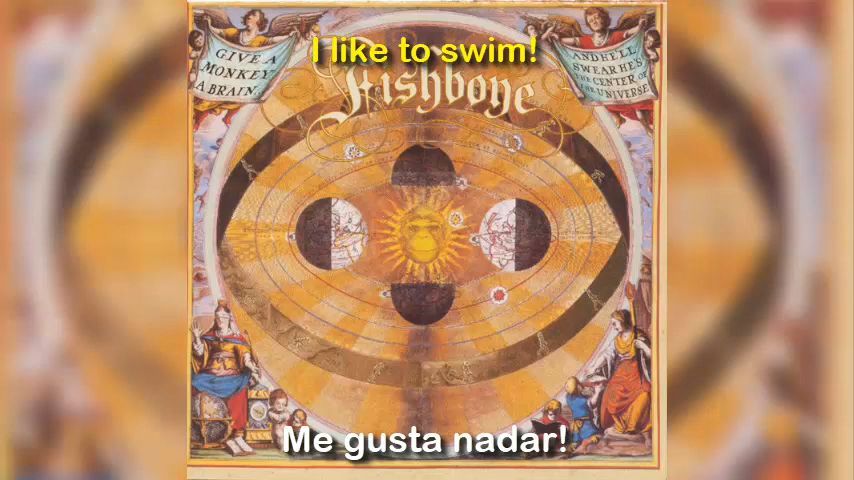 I like to swim!
GIVE A
MONKEY
A BRAIN...
AND HE'LL
SWEAR HE'S
THE CENTER OF
THE UNIVERSE
Fishbone
Me gusta nadar!